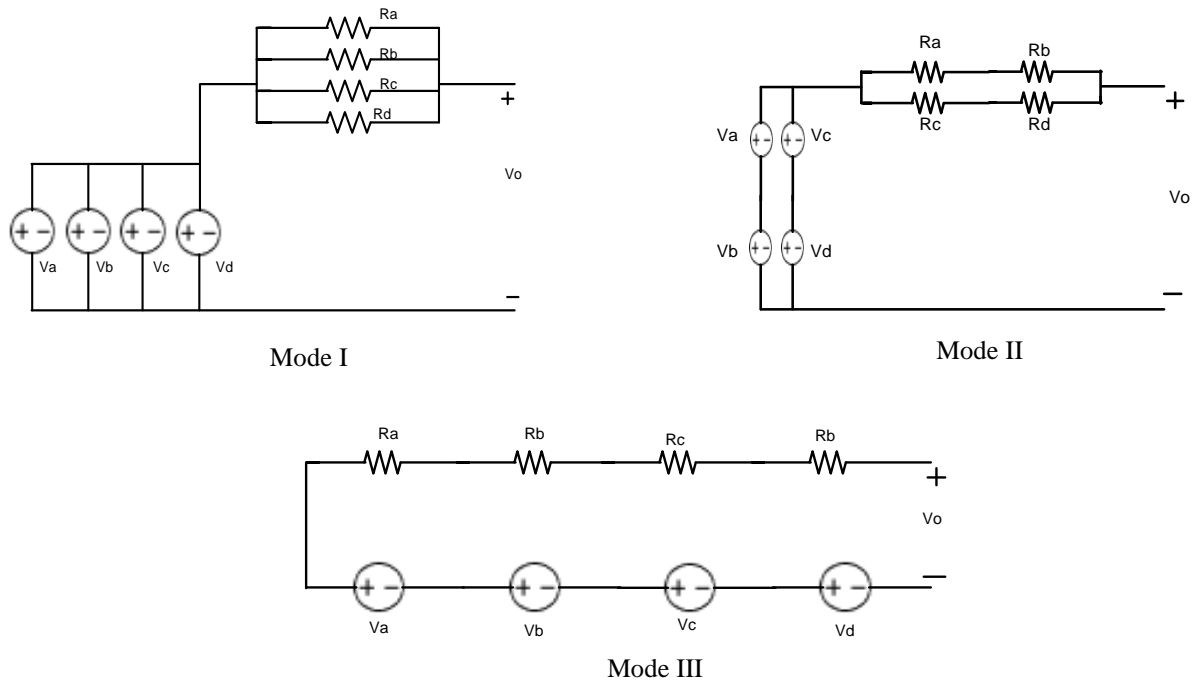 Ra
Rb
Rc
Rd
+
Vo
+ - + - + - + -
Va Vb Vc Vd
−
Mode I
Ra Rb
Rc Rd
+
Va + - + - Vc
Vo
Vb + - + - Vd
−
Mode II
Ra Rb Rc Rb
+
Vo
−
+ - + - + - + -
Va Vb Vc Vd
Mode III